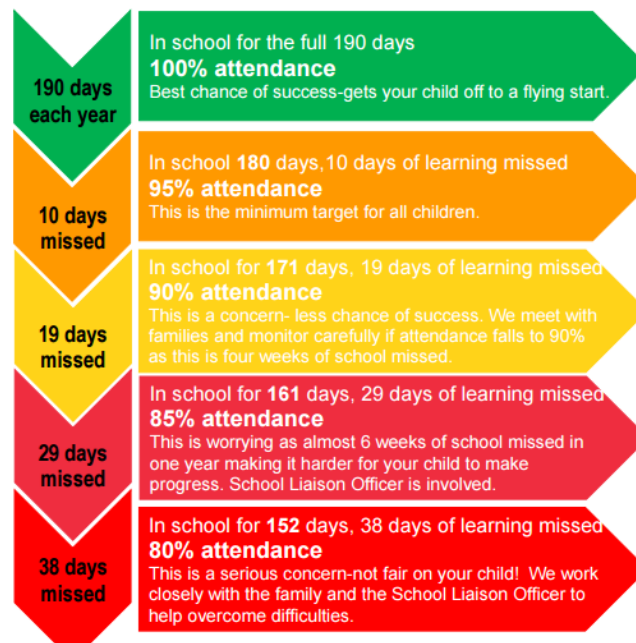 190 days
each year
In school for the full 190 days
100% attendance
Best chance of success-gets your child off to a flying start.
10 days
missed
In school 180 days,10 days of learning missed
95% attendance
This is the minimum target for all children.
19 days
missed
In school for 171 days, 19 days of learning missed
90% attendance
This is a concern- less chance of success. We meet with
families and monitor carefully if attendance falls to 90%
as this is four weeks of school missed.
29 days
missed
In school for 161 days, 29 days of learning missed
85% attendance
This is worrying as almost 6 weeks of school missed in
one year making it harder for your child to make
progress. School Liaison Officer is involved.
38 days
missed
In school for 152 days, 38 days of learning missed
80% attendance
This is a serious concern-not fair on your child! We work
closely with the family and the School Liaison Officer to
help overcome difficulties.